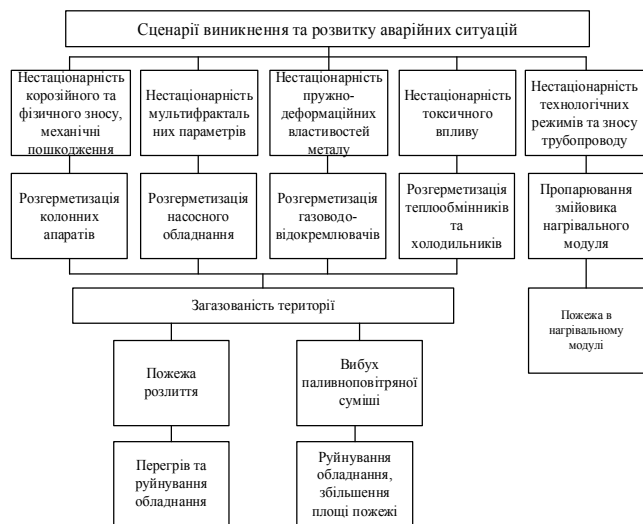 Сценарії виникнення та розвитку аварійних ситуацій
Нестаціонарність
корозійного та
фізичного зносу,
механічні
пошкодження
Нестаціонарність
мультифракталь
них параметрів
Нестаціонарність
пружно-
деформаційних
властивостей
металу
Нестаціонарність
токсичного
впливу
Нестаціонарність
технологічних
режимів та зносу
трубопроводу
Розгерметизація
колонних
апаратів
Розгерметизація
насосного
обладнання
Розгерметизація
газоводо-
відокремлювачів
Розгерметизація
теплообмінників
та
холодильників
Пропарювання
змійовика
нагрівального
модуля
Загазованість території
Пожежа в
нагрівальному
модулі
Пожежа
розлиття
Вибух
паливноповітряної
суміші
Перегрів та
руйнування
обладнання
Руйнування
обладнання,
збільшення
площі пожежі